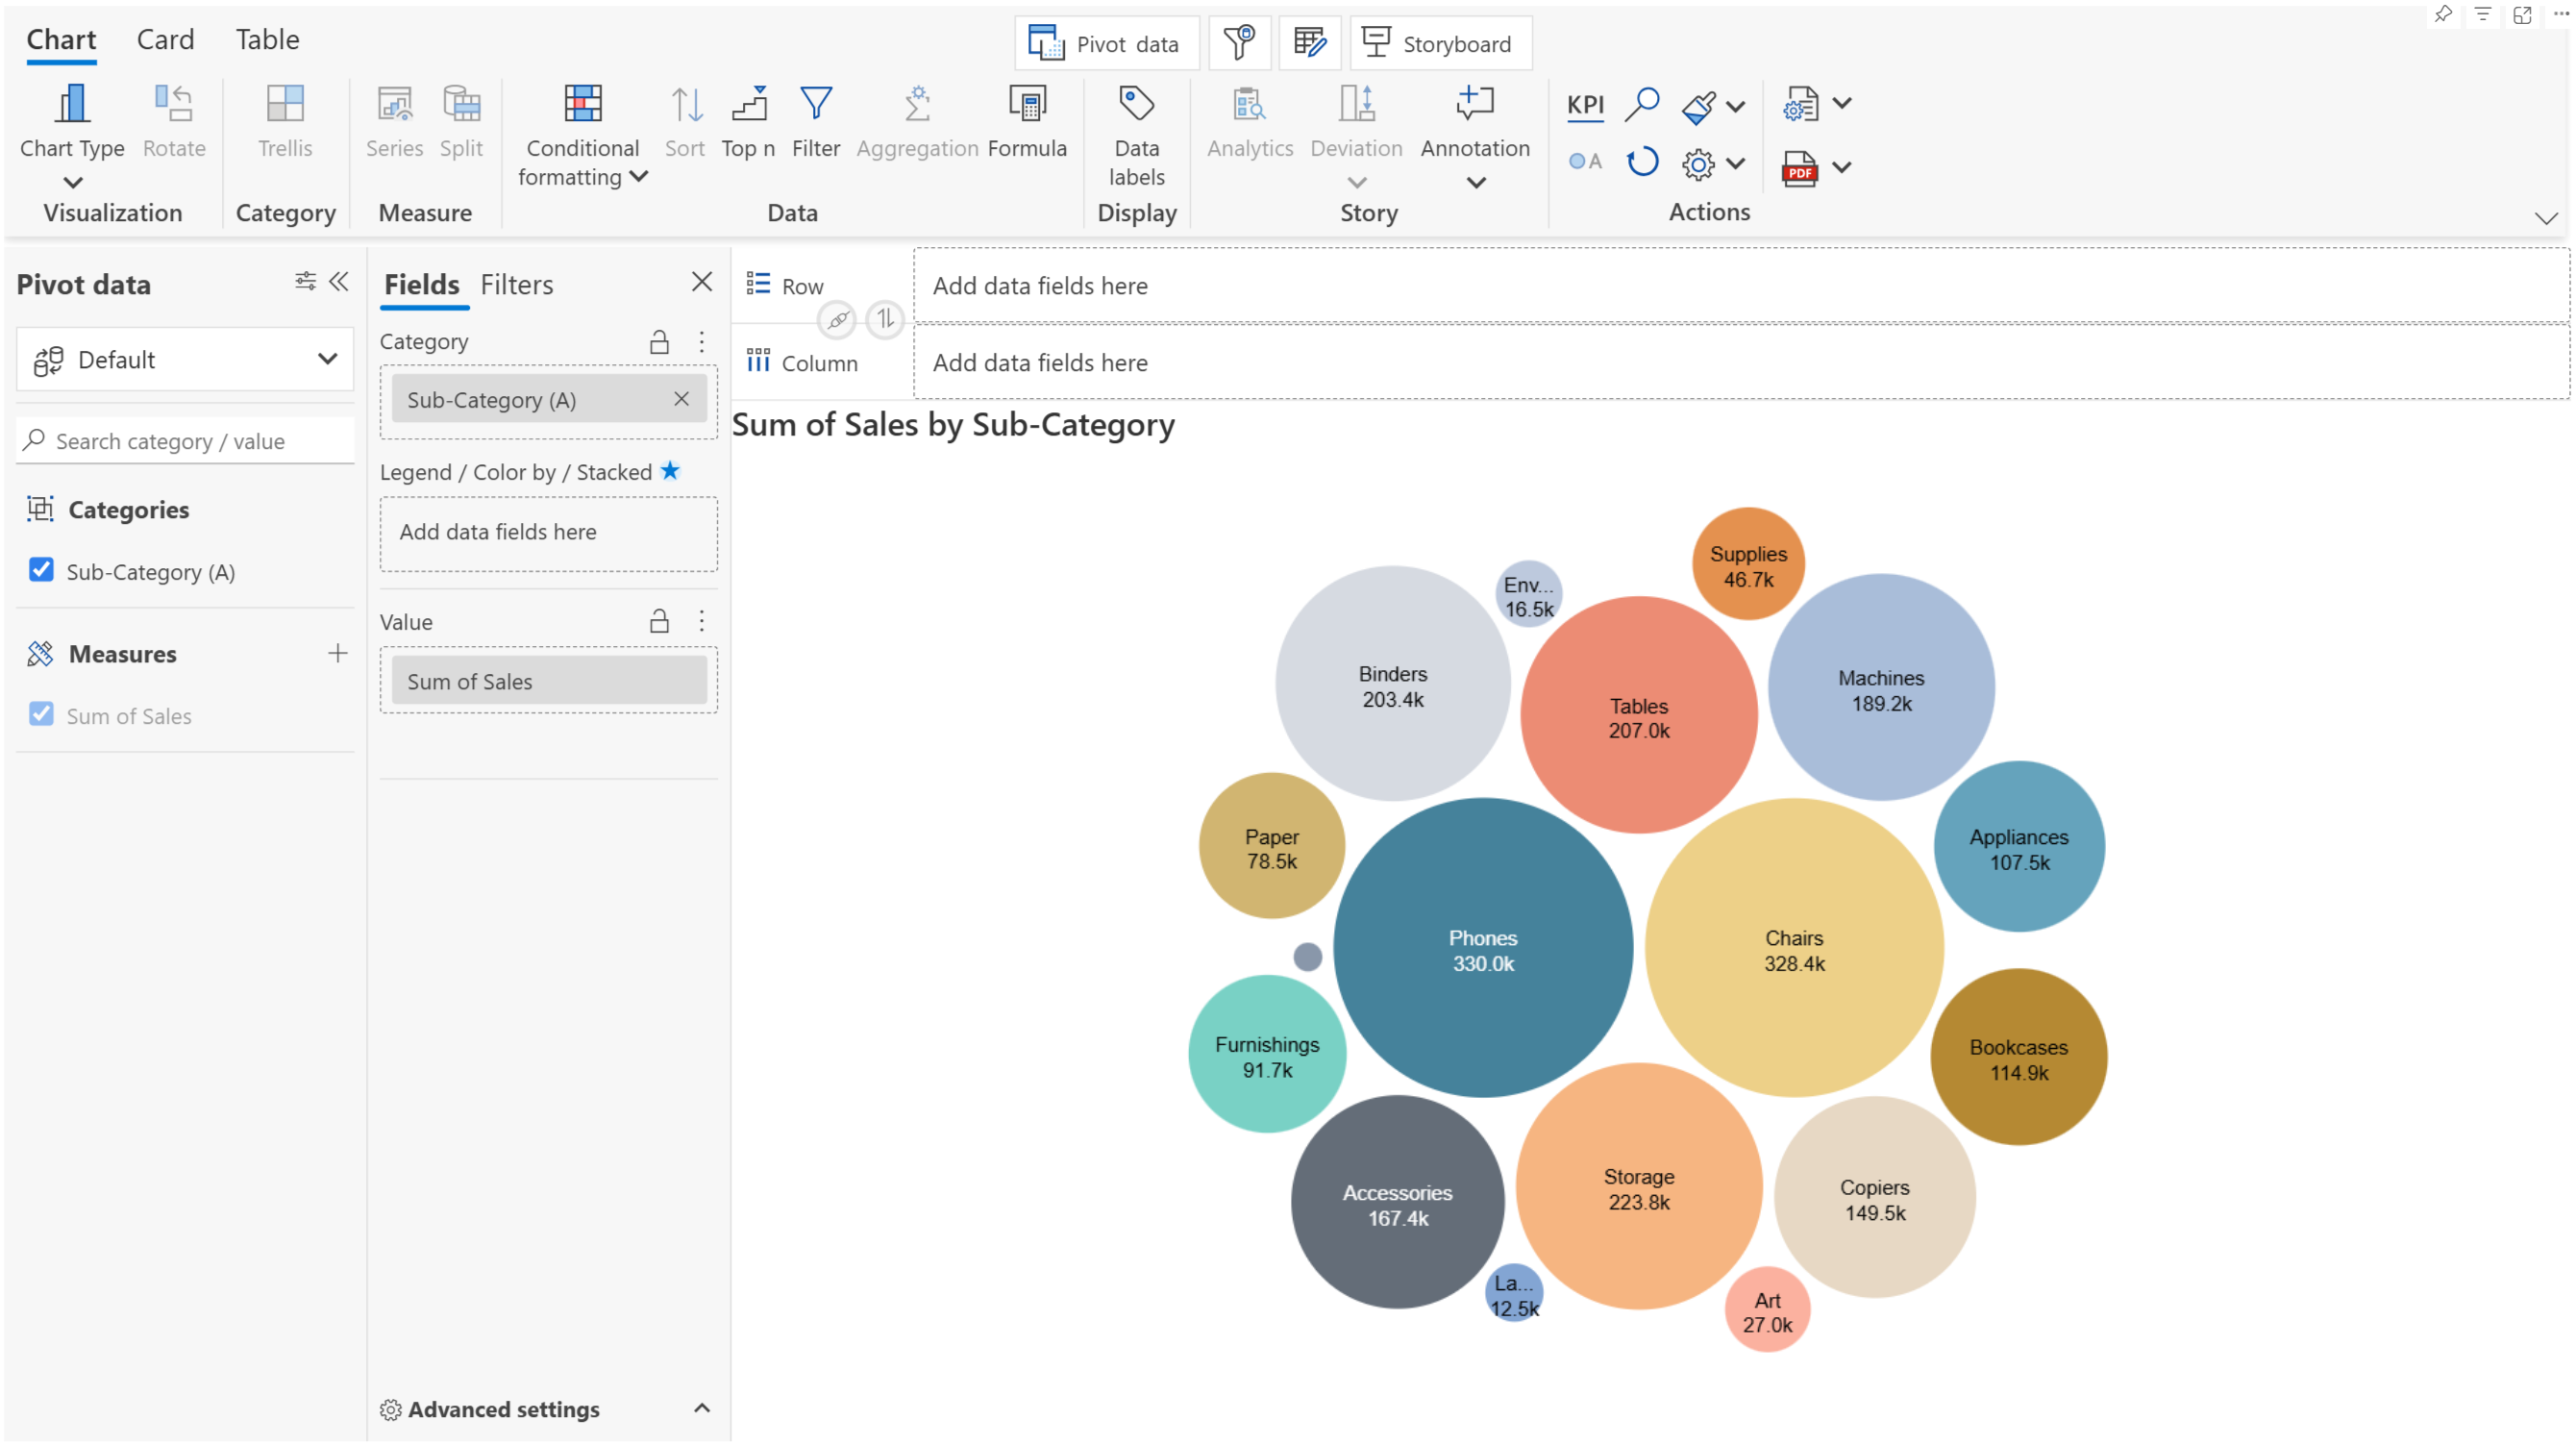 Chart Card Table
Pivot data
Storyboard
Chart Type
Rotate
Visualization
Trellis
Category
Series
Split
Measure
Conditional
formatting
Sort
Top n
Filter
Aggregation
Formula
Data
Data
labels
Display
Analytics
Deviation
Annotation
Story
KPI
A
PDF
Actions
Pivot data
Default
Search category / value
Categories
Sub-Category (A)
Measures
Sum of Sales
Fields Filters
Category
Sub-Category (A)
Legend / Color by / Stacked
Add data fields here
Value
Sum of Sales
Advanced settings
Row
Add data fields here
Column
Add data fields here
Sum of Sales by Sub-Category
Supplies
46.7k
Env...
16.5k
Binders
203.4k
Tables
207.0k
Machines
189.2k
Paper
78.5k
Appliances
107.5k
Phones
330.0k
Chairs
328.4k
Furnishings
91.7k
Bookcases
114.9k
Accessories
167.4k
Storage
223.8k
Copiers
149.5k
La...
12.5k
Art
27.0k